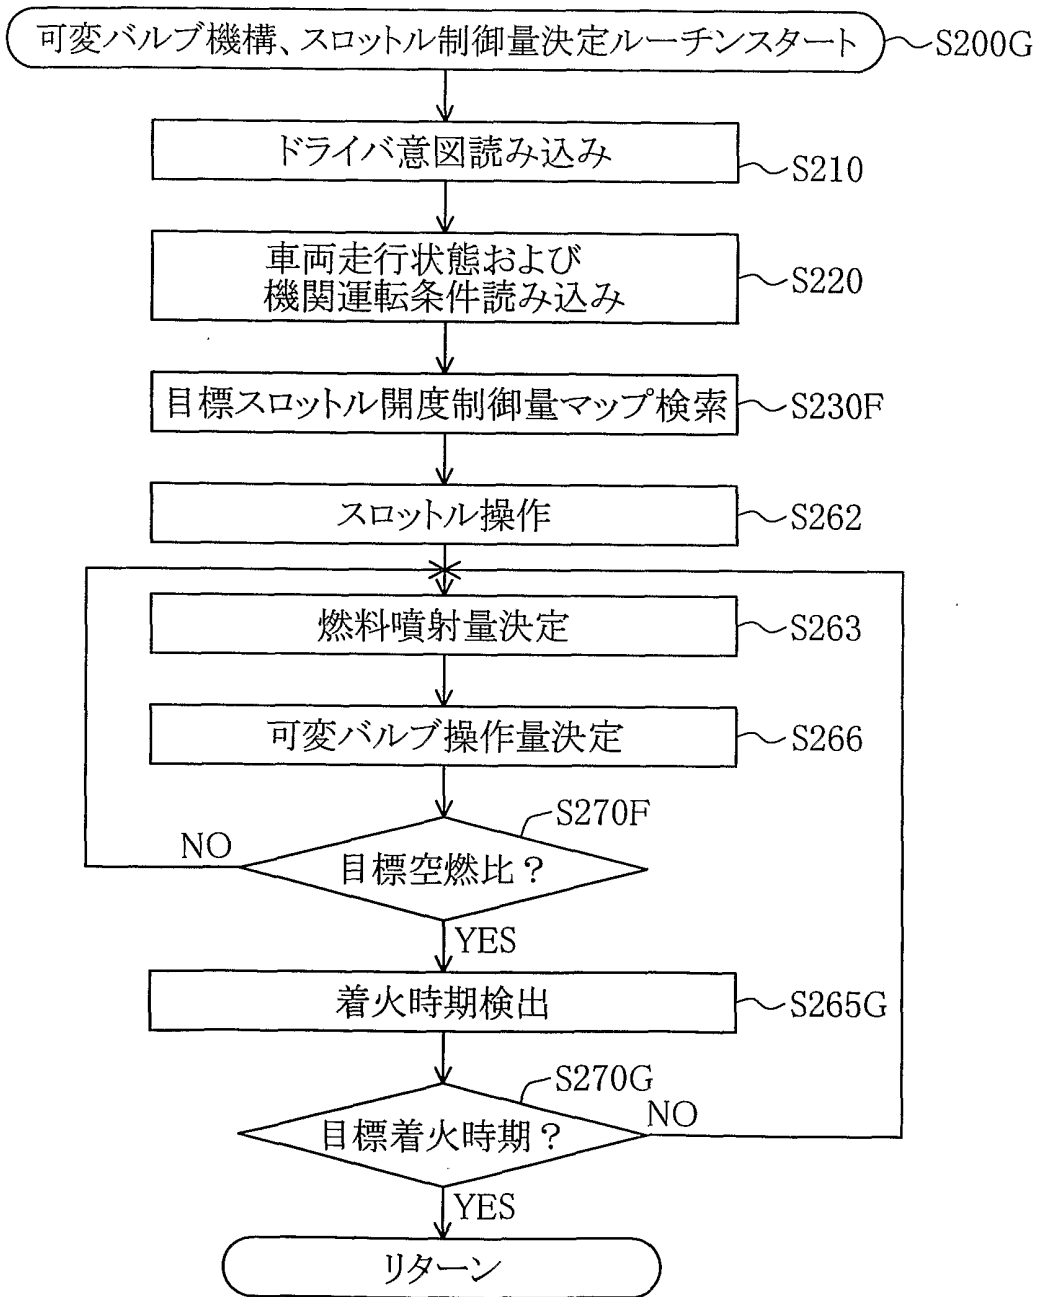 可変バルブ機構、スロットル制御量決定ルーチンスタート
S200G
ドライバ意図読み込み
S210
車両走行状態および
機関運転条件読み込み
S220
目標スロットル開度制御量マップ検索
S230F
スロットル操作
S262
燃料噴射量決定
S263
可変バルブ操作量決定
S266
S270F
NO
目標空燃比?
YES
着火時期検出
S265G
S270G
NO
目標着火時期?
YES
リターン